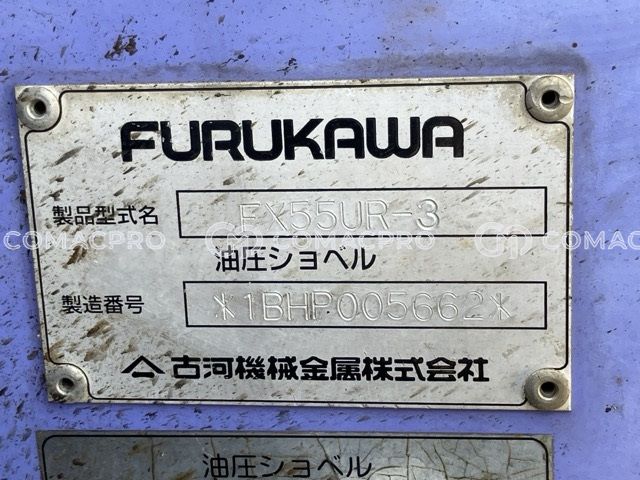 FURUKAWA
製品型式名 FX55UR-3
油圧ショベル
製造番号 *1BHP005662*
古河機械金属株式会社
油圧ショベル
COMACPRO COMACPRO COMACPRO